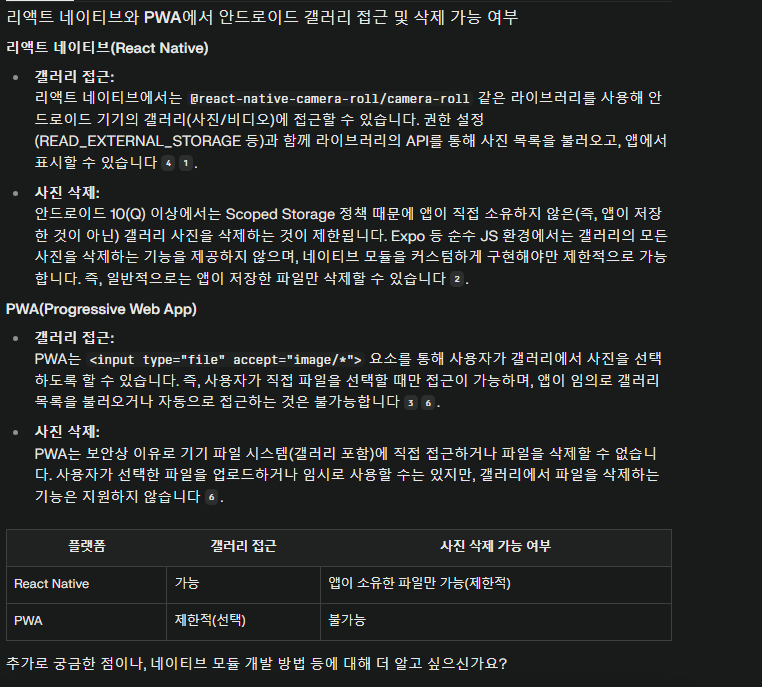 리액트 네이티브와 PWA에서 안드로이드 갤러리 접근 및 삭제 가능 여부
리액트 네이티브(React Native)
• 갤러리 접근:
리액트 네이티브에서는 @react-native-camera-roll/camera-roll 같은 라이브러리를 사용해 안
드로이드 기기의 갤러리(사진/비디오)에 접근할 수 있습니다. 권한 설정
(READ_EXTERNAL_STORAGE 등)과 함께 라이브러리의 API를 통해 사진 목록을 불러오고, 앱에서
표시할 수 있습니다 4 1 .
• 사진 삭제:
안드로이드 10(Q) 이상에서는 Scoped Storage 정책 때문에 앱이 직접 소유하지 않은(즉, 앱이 저장
한 것이 아닌) 갤러리 사진을 삭제하는 것이 제한됩니다. Expo 등 순수 JS 환경에서는 갤러리의 모든
사진을 삭제하는 기능을 제공하지 않으며, 네이티브 모듈을 커스텀하게 구현해야만 제한적으로 가능
합니다. 즉, 일반적으로는 앱이 저장한 파일만 삭제할 수 있습니다 2 .
PWA(Progressive Web App)
• 갤러리 접근:
PWA는 <input type="file" accept="image/*"> 요소를 통해 사용자가 갤러리에서 사진을 선택
하도록 할 수 있습니다. 즉, 사용자가 직접 파일을 선택할 때만 접근이 가능하며, 앱이 임의로 갤러리
목록을 불러오거나 자동으로 접근하는 것은 불가능합니다 3 6 .
• 사진 삭제:
PWA는 보안상 이유로 기기 파일 시스템(갤러리 포함)에 직접 접근하거나 파일을 삭제할 수 없습니
다. 사용자가 선택한 파일을 업로드하거나 임시로 사용할 수는 있지만, 갤러리에서 파일을 삭제하는
기능은 지원하지 않습니다 6 .
플랫폼 갤러리 접근 사진 삭제 가능 여부
React Native 가능 앱이 소유한 파일만 가능(제한적)
PWA 제한적(선택) 불가능
추가로 궁금한 점이나, 네이티브 모듈 개발 방법 등에 대해 더 알고 싶으신가요?